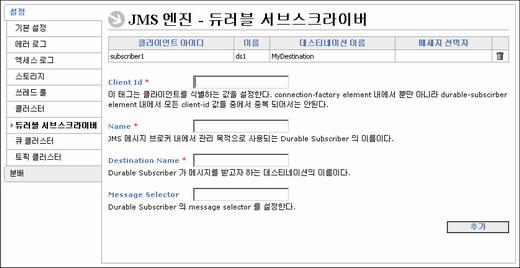 설정
기본 설정
에러 로그
엑세스 로그
스토리지
쓰레드 풀
클러스터
듀러블 서브스크라이버
큐 클러스터
토픽 클러스터
분배
JMS 엔진 - 듀러블 서브스크라이버
클라이언트 아이디 이름 데스티네이션 이름 메세지 선택자
subscriber1 ds1 MyDestination
Client Id *
이 태그는 클라이언트를 식별하는 값을 설정한다. connection-factory element 내에서 뿐만 아니라 durable-subscirber
element 내에서 모든 client-id 값들 중에서 중복 되어서는 안된다.
Name *
JMS 메시지 브로커 내에서 관리 목적으로 사용되는 Durable Subscriber 의 이름이다.
Destination Name *
Durable Subscriber 가 메시지를 받고자 하는 데스티네이션의 이름이다.
Message Selector
Durable Subscriber 의 message selector 를 설정한다.
추가